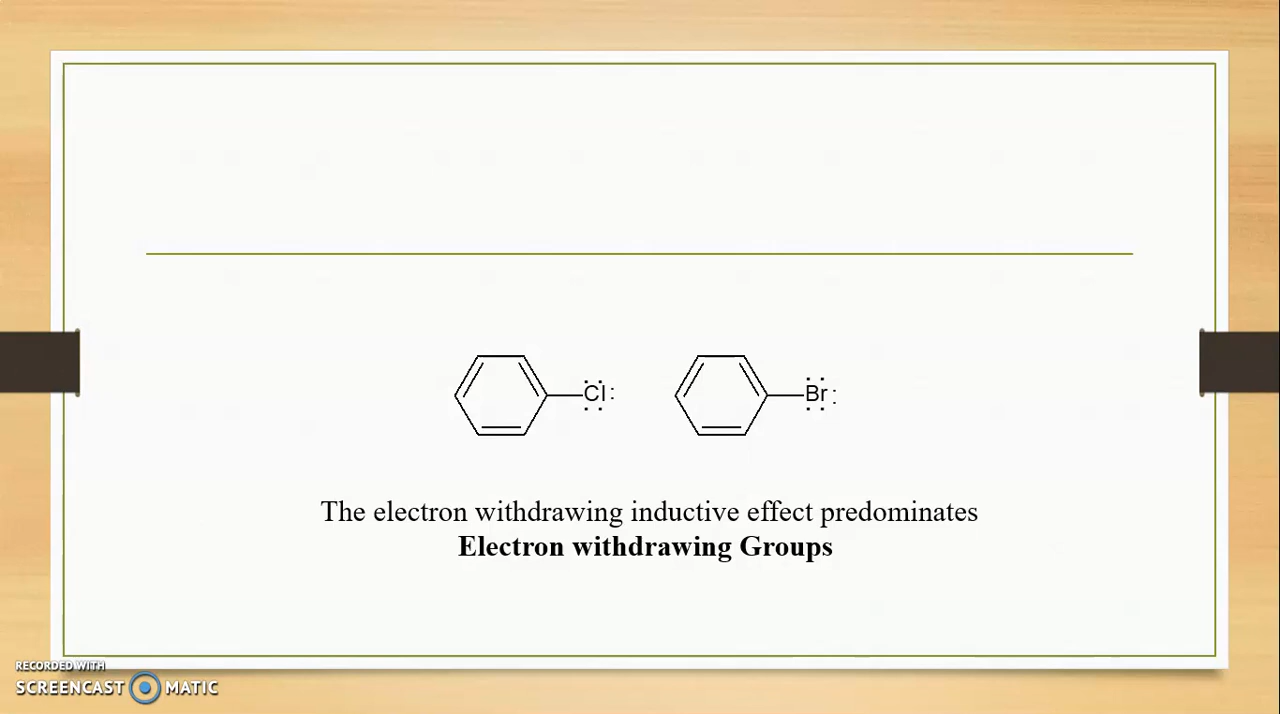 Cl: Br:
The electron withdrawing inductive effect predominates
Electron withdrawing Groups
RECORDED WITH
SCREENCAST MATIC